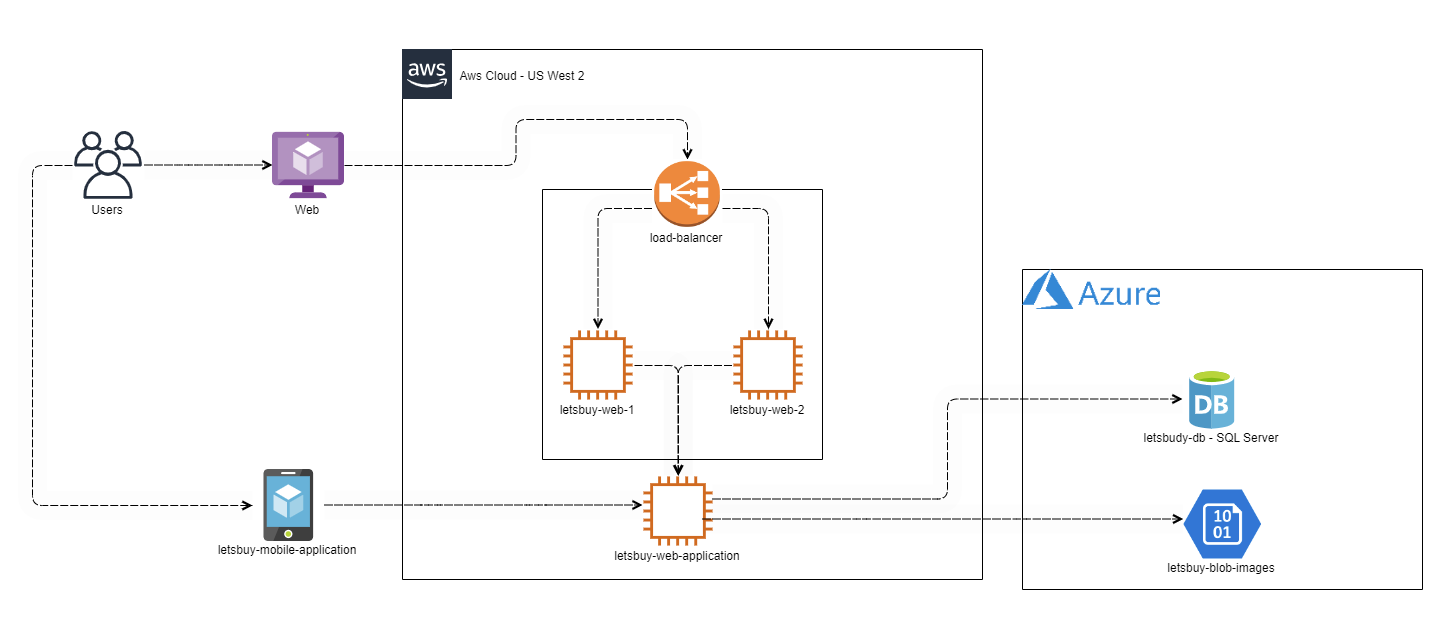 aws
Aws Cloud - US West 2
Users
Web
load-balancer
Azure
letsbuy-web-1
letsbuy-web-2
DB
letsbudy-db - SQL Server
letsbuy-mobile-application
letsbuy-web-application
10
01
letsbuy-blob-images